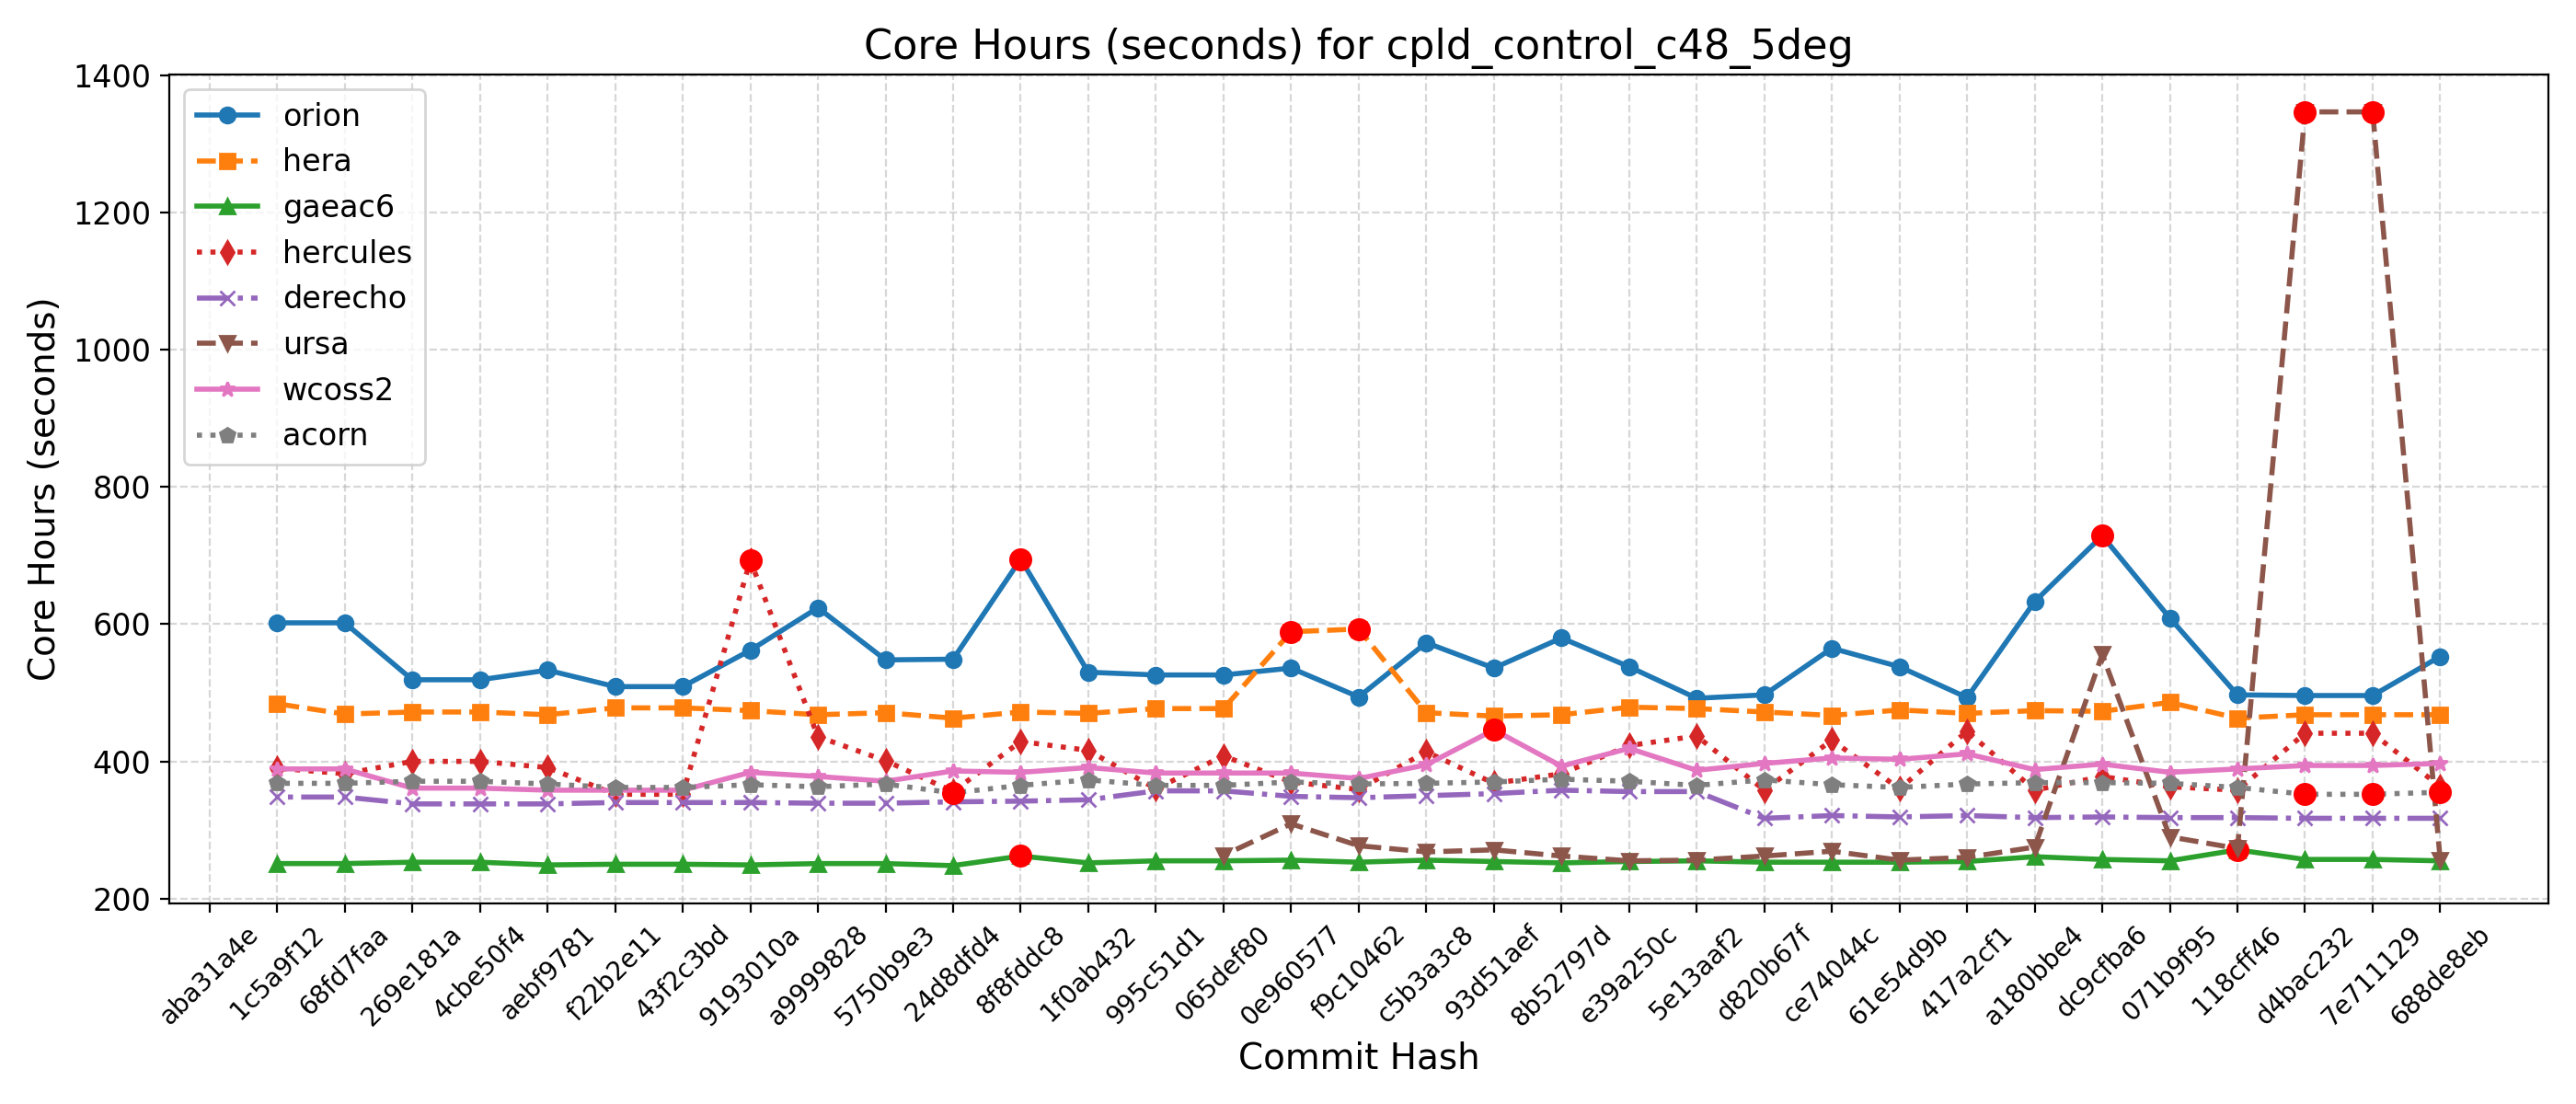 Core Hours (seconds) for cpld_control_c48_5deg
Core Hours (seconds)
1400
1200
1000
800
600
400
200
orion
hera
gaeac6
hercules
derecho
ursa
wcoss2
acorn
aba31a4e
1c5a9f12
68fd7faa
269e181a
4cbe50f4
aebf9781
f22b2e11
43f2c3bd
9193010a
a9999828
5750b9e3
24d8dfd4
8f8fddc8
1f0ab432
995c51d1
065def80
0e960577
f9c10462
c5b3a3c8
93d51aef
8b52797d
e39a250c
5e13aaf2
d820b67f
ce74044c
61e54d9b
417a2cf1
a180bbe4
dc9cfba6
071b9f95
118cff46
d4bac232
7e711129
688de8eb
Commit Hash